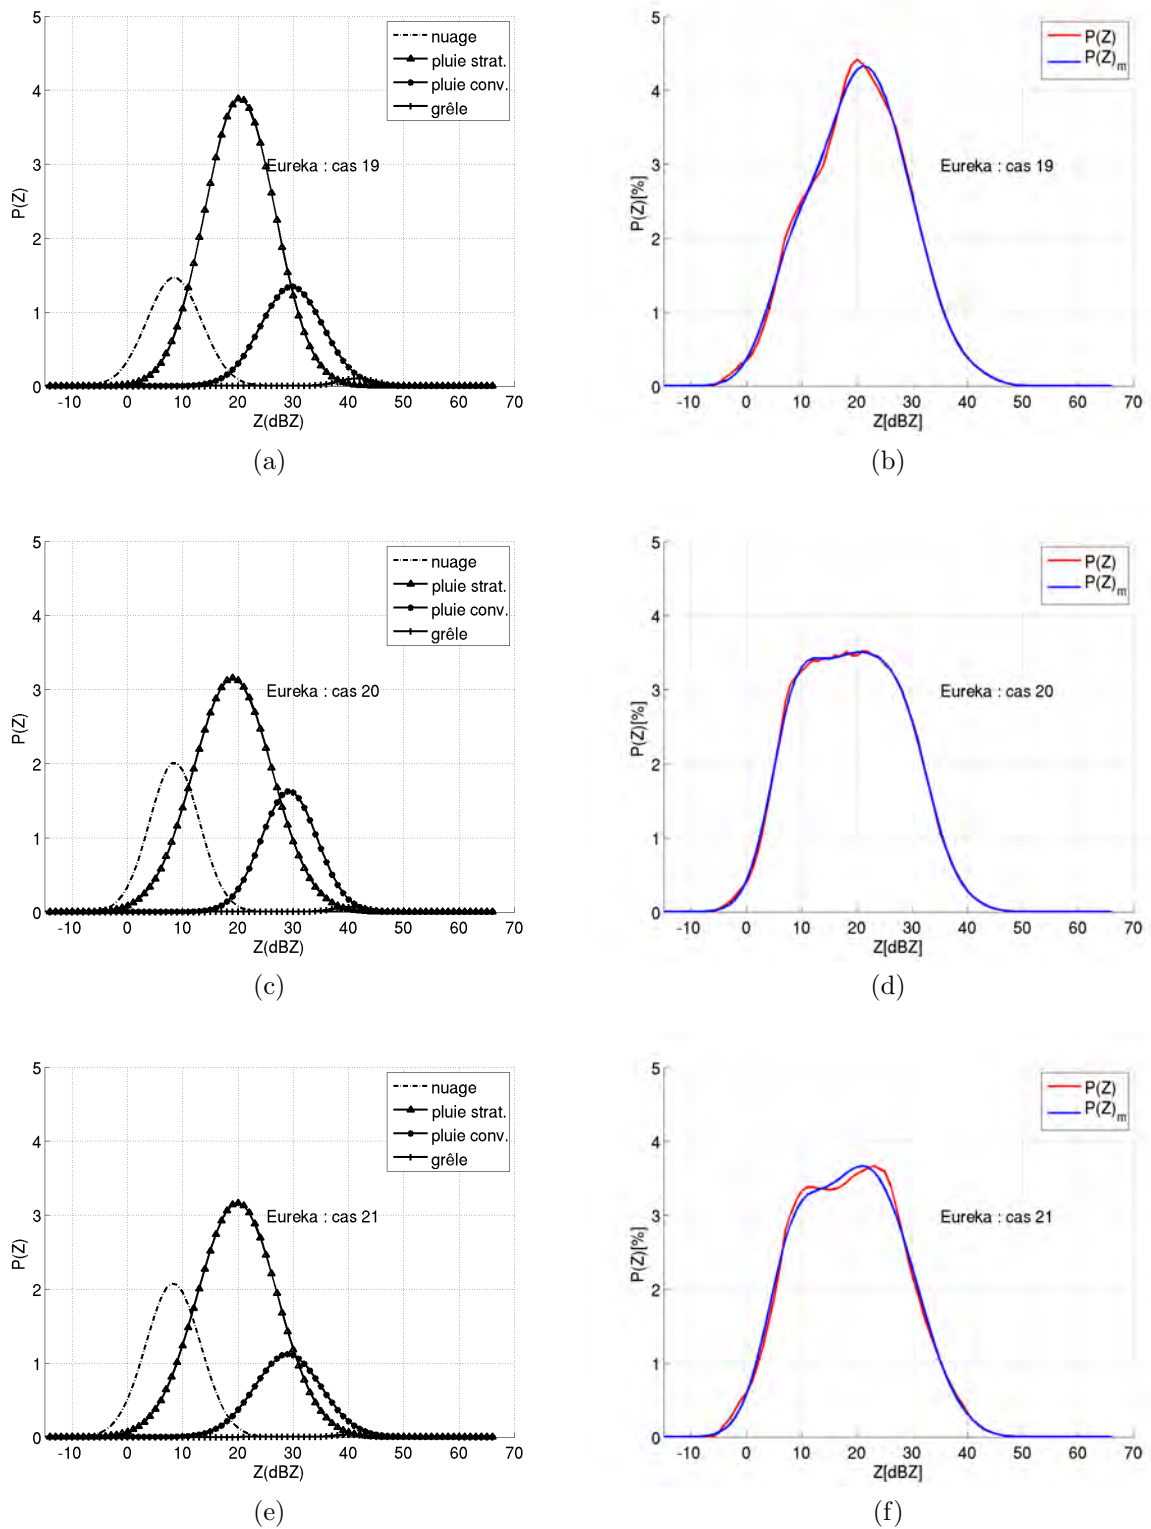 5
4
3
2
1
0
P(Z)
nuage
pluie strat.
pluie conv.
grêle
Eureka : cas 19
-10 0 10 20 30 40 50 60 70
Z(dBZ)
(a)
5
4
3
2
1
0
P(Z)[%]
P(Z)
P(Z)m
Eureka : cas 19
-10 0 10 20 30 40 50 60 70
Z[dBZ]
(b)
5
4
3
2
1
0
P(Z)
nuage
pluie strat.
pluie conv.
grêle
Eureka : cas 20
-10 0 10 20 30 40 50 60 70
Z(dBZ)
(c)
5
4
3
2
1
0
P(Z)[%]
P(Z)
P(Z)m
Eureka : cas 20
-10 0 10 20 30 40 50 60 70
Z[dBZ]
(d)
5
4
3
2
1
0
P(Z)
nuage
pluie strat.
pluie conv.
grêle
Eureka : cas 21
-10 0 10 20 30 40 50 60 70
Z(dBZ)
(e)
5
4
3
2
1
0
P(Z)[%]
P(Z)
P(Z)m
Eureka : cas 21
-10 0 10 20 30 40 50 60 70
Z[dBZ]
(f)